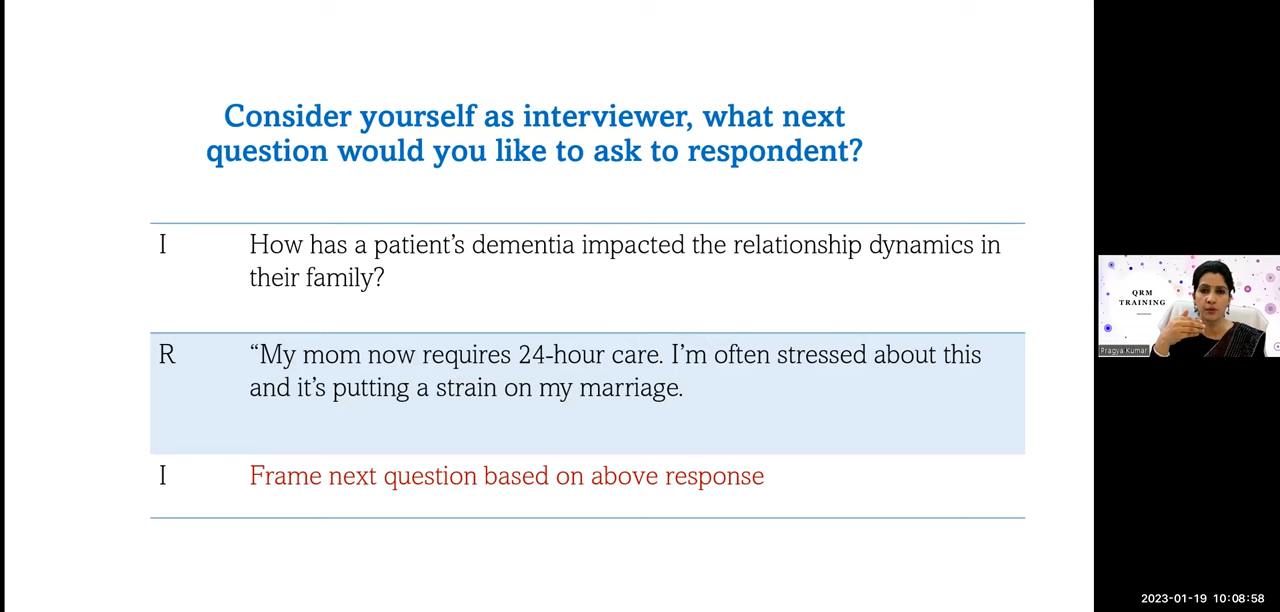 Consider yourself as interviewer, what next
question would you like to ask to respondent?
I
How has a patient's dementia impacted the relationship dynamics in
their family?
R
“My mom now requires 24-hour care. I'm often stressed about this
and it's putting a strain on my marriage.
I
Frame next question based on above response
QRM
TRAINING
Pragya Kumar
2023-01-19 10:08:58